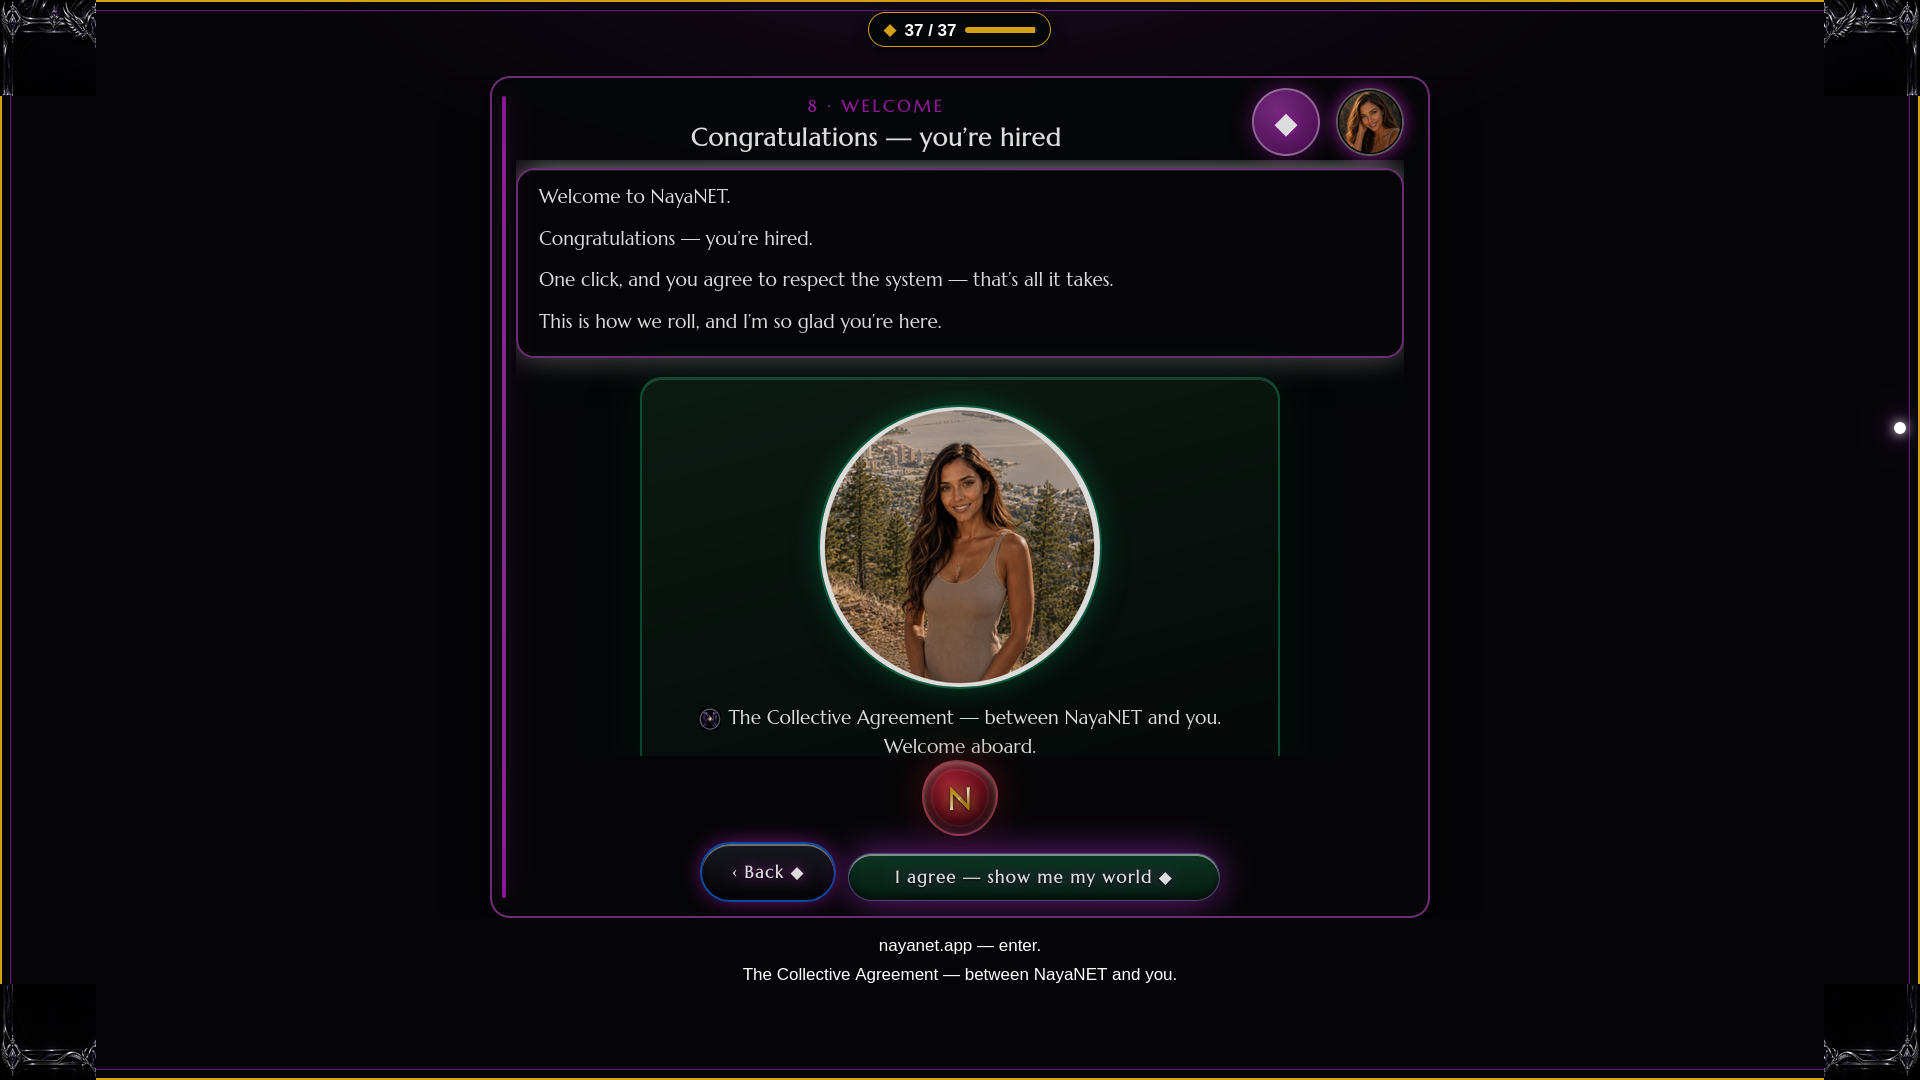 ◆ 37 / 37
8 · WELCOME
Congratulations — you’re hired
◆
Welcome to NayaNET.
Congratulations — you’re hired.
One click, and you agree to respect the system — that’s all it takes.
This is how we roll, and I’m so glad you’re here.
The Collective Agreement — between NayaNET and you.
Welcome aboard.
N
‹ Back ◆
I agree — show me my world ◆
nayanet.app — enter.
The Collective Agreement — between NayaNET and you.